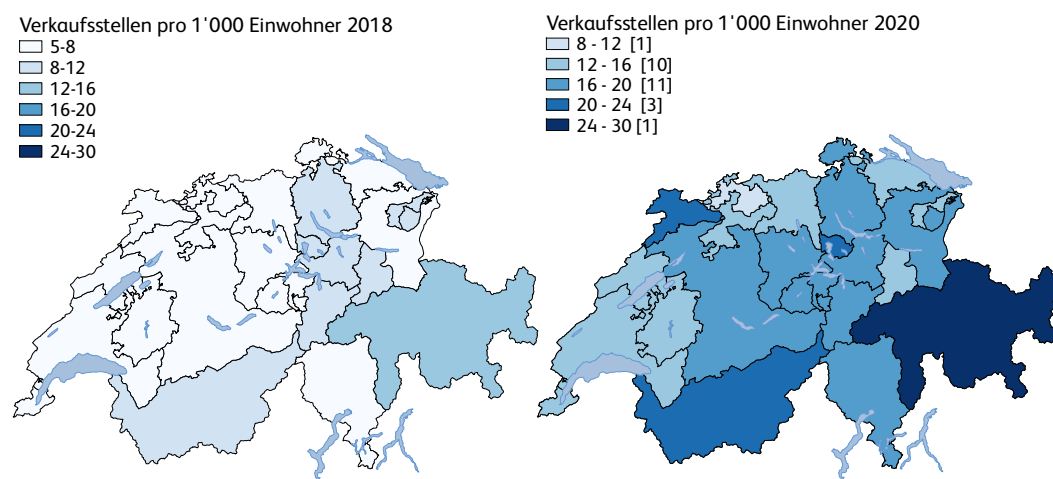 Verkaufsstellen pro 1'000 Einwohner 2018
5-8
8-12
12-16
16-20
20-24
24-30
Verkaufsstellen pro 1'000 Einwohner 2020
8 - 12 [1]
12 - 16 [10]
16 - 20 [11]
20 - 24 [3]
24 - 30 [1]